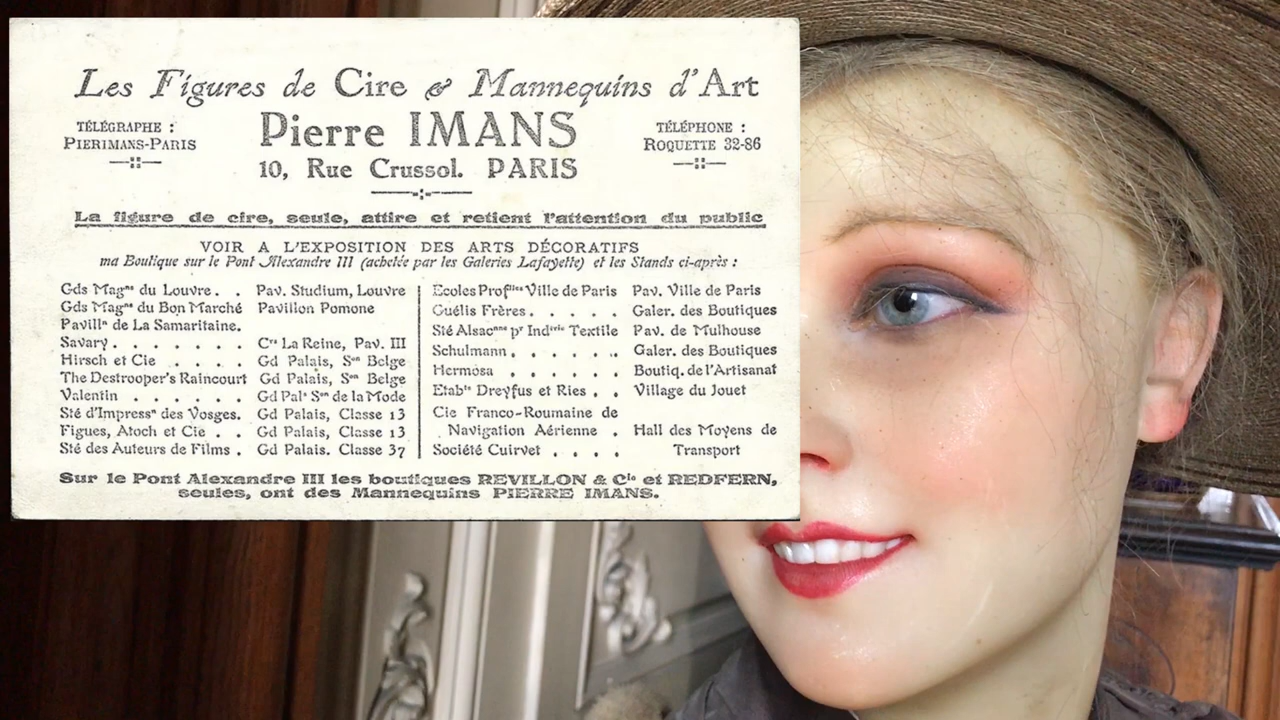 Les Figures de Cire & Mannequins d'Art
TÉLÉGRAPHE :
PIERIMANS-PARIS
Pierre IMANS
10, Rue Crussol. PARIS
TÉLÉPHONE :
ROQUETTE 32-86
La figure de cire, seule, attire et retient l'attention du public
VOIR A L'EXPOSITION DES ARTS DÉCORATIFS
ma Boutique sur le Pont Alexandre III (achetée par les Galeries Lafayette) et les Stands ci-après :
Gds Magns du Louvre. . Pav. Studium, Louvre
Gds Magns du Bon Marché Pavillon Pomone
Pavilln de La Samaritaine.
Savary. . . . . . . Crs La Reine, Pav. III
Hirsch et Cie . . . . . Gd Palais, Son Belge
The Destrooper's Raincourt Gd Palais, Son Belge
Valentin . . . . . . Gd Pals Son de la Mode
Sté d'Impresn des Vosges. Gd Palais, Classe 13
Figues, Atoch et Cie . . Gd Palais, Classe 13
Sté des Auteurs de Films . Gd Palais. Classe 37
Ecoles Proflles Ville de Paris Pav. Ville de Paris
Guélis Frères. . . . . Galer. des Boutiques
Sté Alsacnne pr Indtrie Textile Pav. de Mulhouse
Schulmann. . . . . . Galer. des Boutiques
Hermosa . . . . . . Boutiq. de l'Artisanat
Etabts Dreyfus et Ries . . Village du Jouet
Cie Franco-Roumaine de
Navigation Aérienne . Hall des Moyens de
Société Cuirvet . . . . Transport
Sur le Pont Alexandre III les boutiques REVILLON & Cie et REDFERN,
seules, ont des Mannequins PIERRE IMANS.